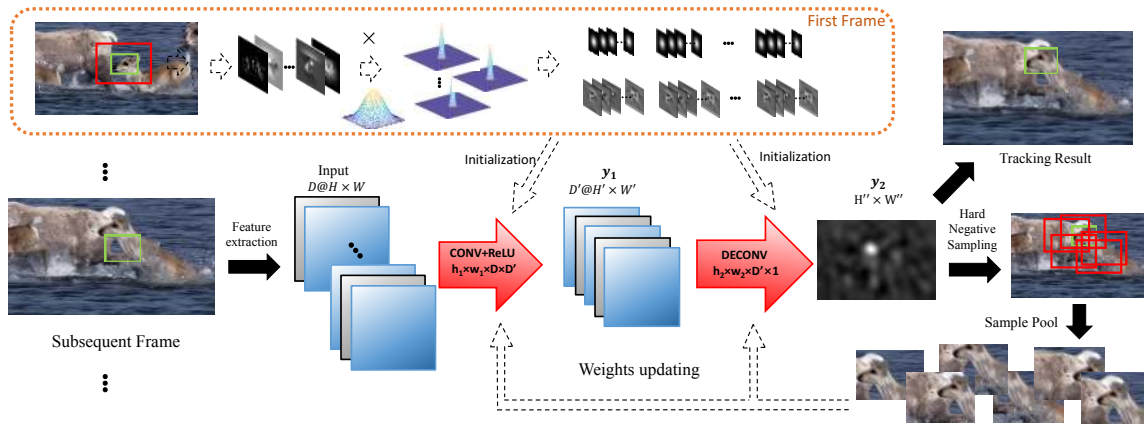 First Frame
×
Initialization
Initialization
Tracking Result
Input
D@H × W
y₁
D′@H′ × W′
y₂
H′′ × W′′
Feature
extraction
CONV+ReLU
h₁×w₁×D×D′
DECONV
h₂×w₂×D′×1
Hard
Negative
Sampling
Subsequent Frame
Sample Pool
Weights updating